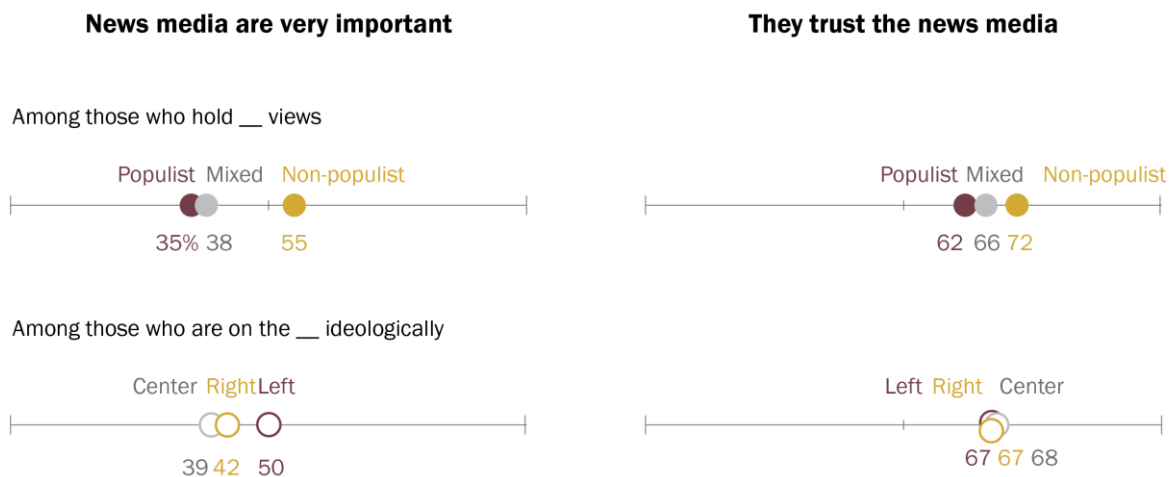 News media are very important
They trust the news media
Among those who hold __ views
Populist Mixed Non-populist
35% 38 55
Populist Mixed Non-populist
62 66 72
Among those who are on the __ ideologically
Center Right Left
39 42 50
Left Right Center
67 67 68